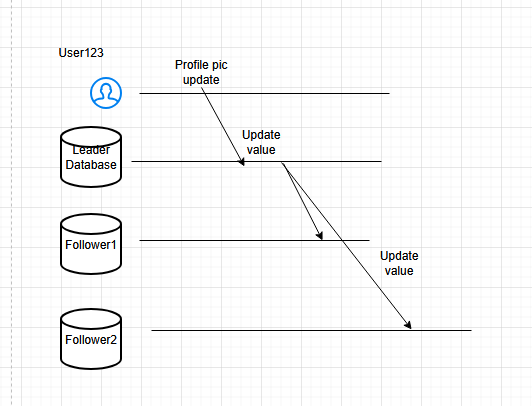 User123
Profile pic
update
Update
value
Leader
Database
Follower1
Update
value
Follower2